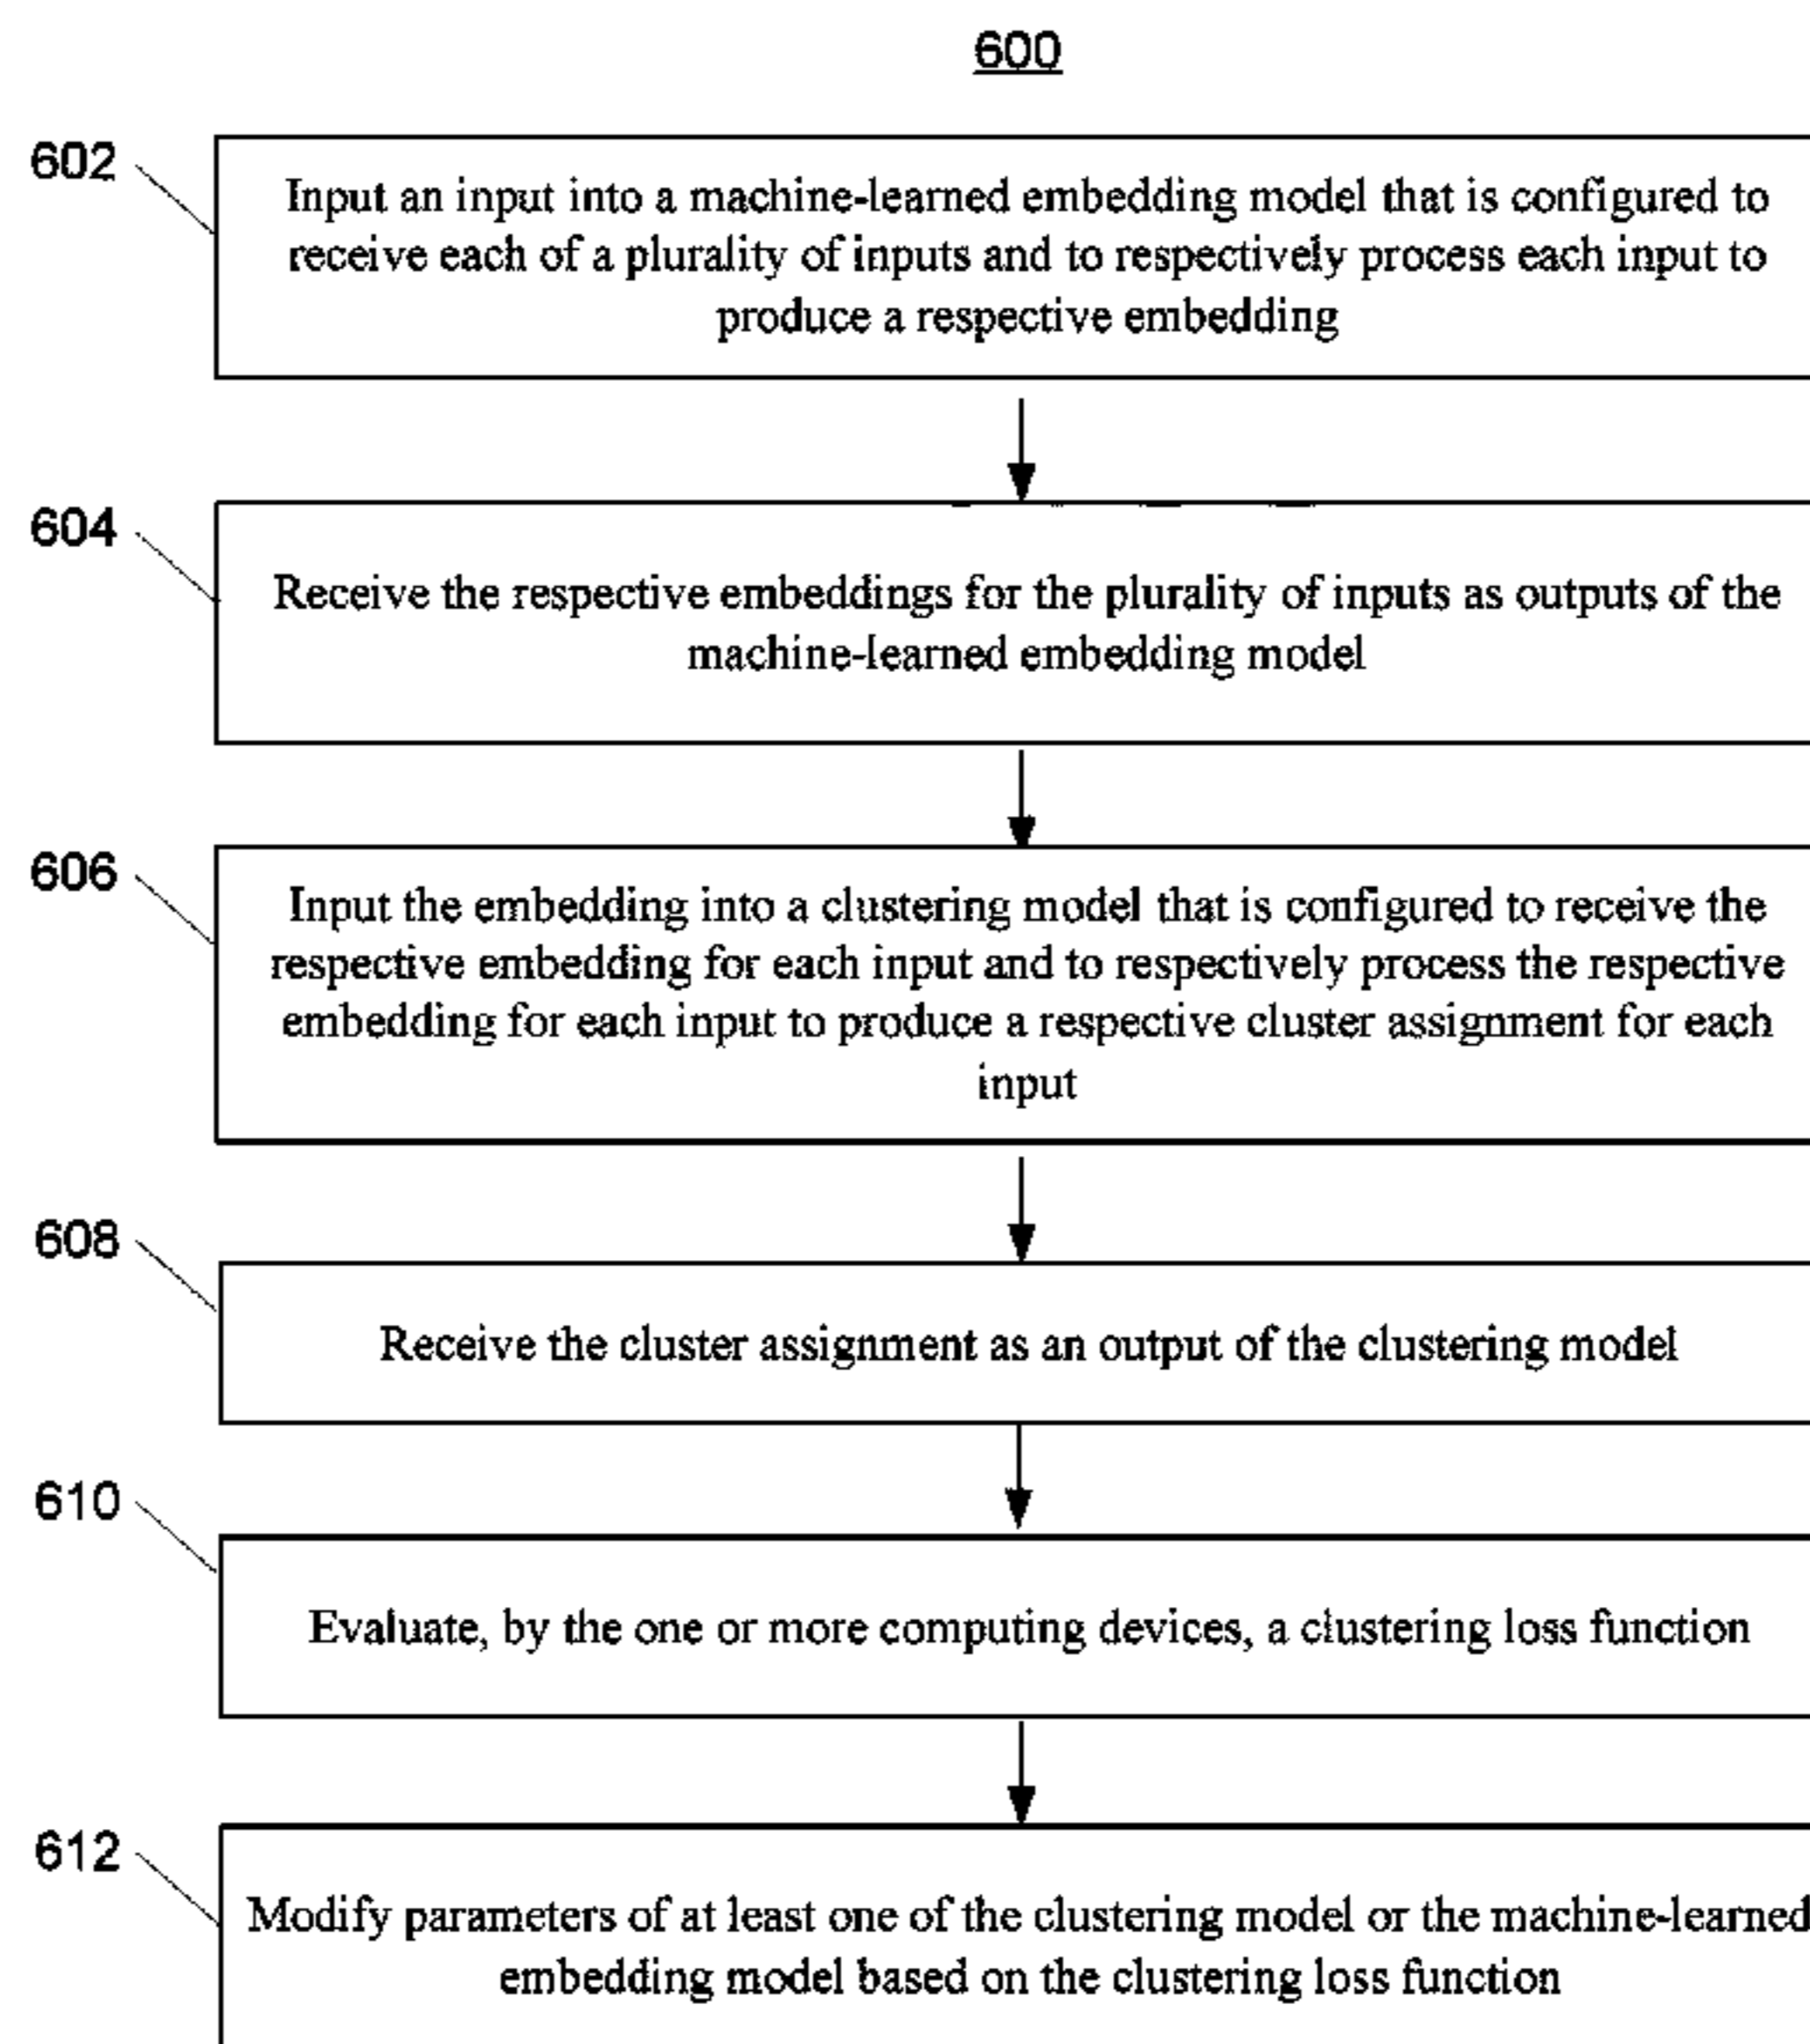 600
602
Input an input into a machine-learned embedding model that is configured to
receive each of a plurality of inputs and to respectively process each input to
produce a respective embedding
604
Receive the respective embeddings for the plurality of inputs as outputs of the
machine-learned embedding model
606
Input the embedding into a clustering model that is configured to receive the
respective embedding for each input and to respectively process the respective
embedding for each input to produce a respective cluster assignment for each
input
608
Receive the cluster assignment as an output of the clustering model
610
Evaluate, by the one or more computing devices, a clustering loss function
612
Modify parameters of at least one of the clustering model or the machine-learned
embedding model based on the clustering loss function